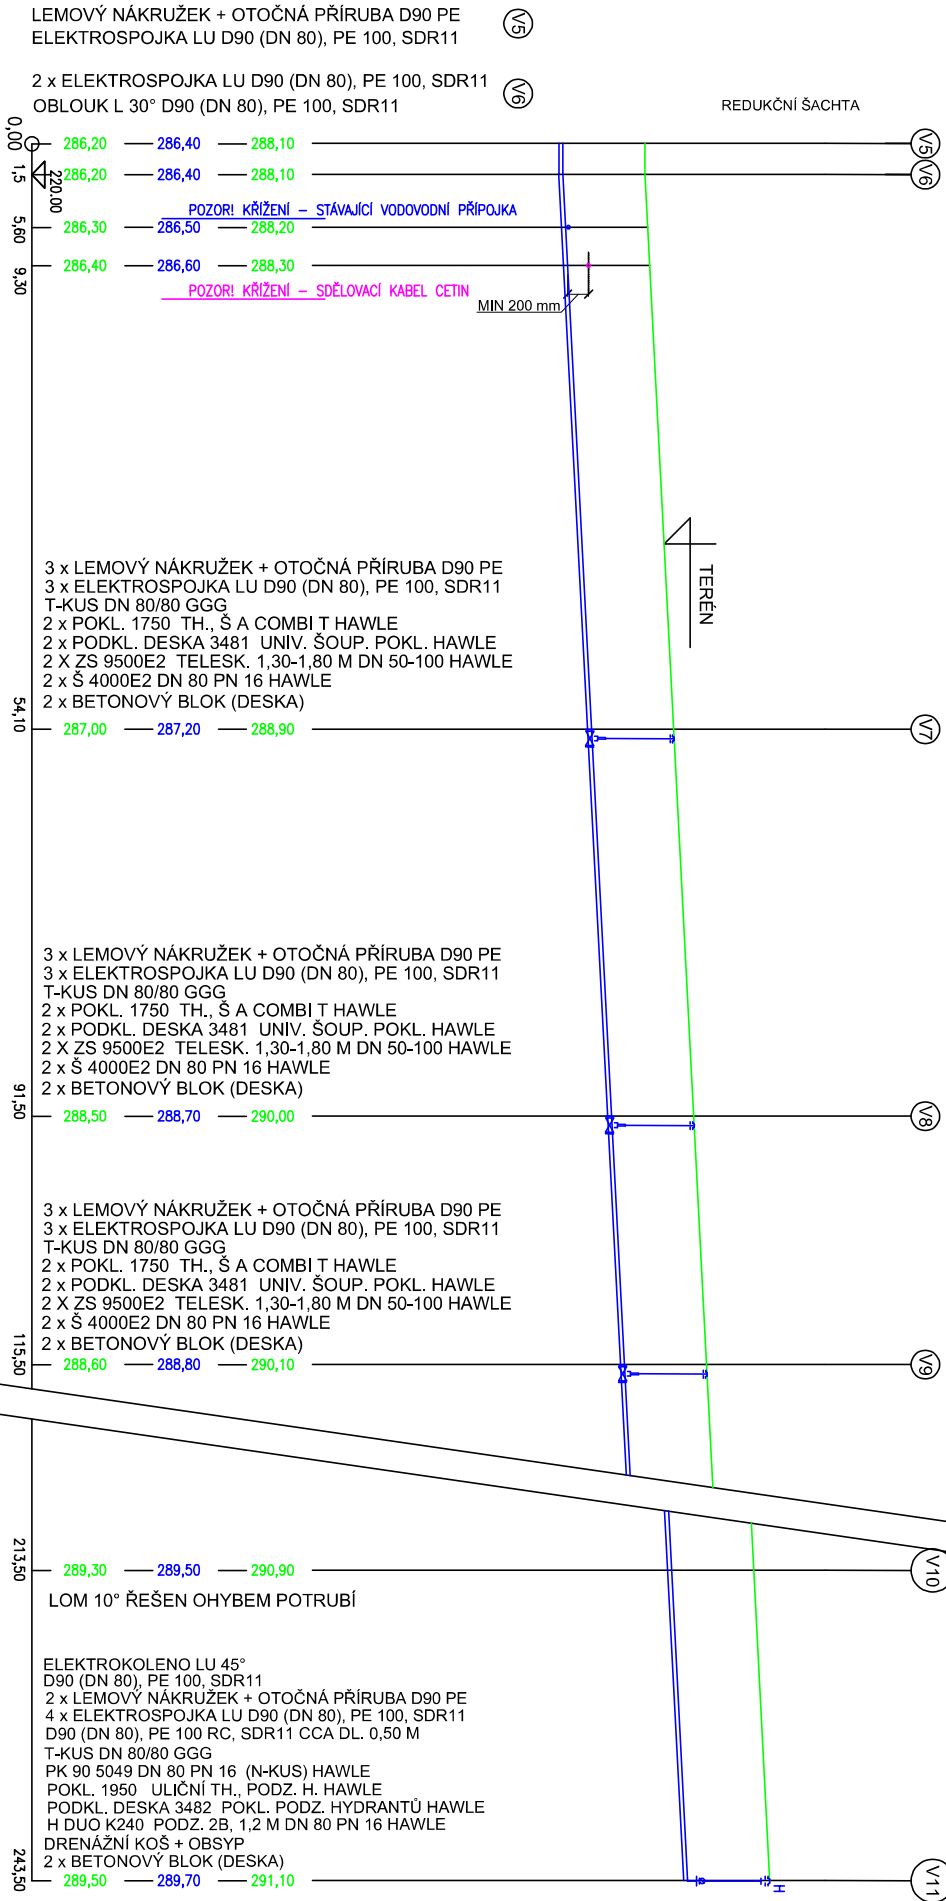 LEMOVÝ NÁKRUŽEK + OTOČNÁ PŘÍRUBA D90 PE
ELEKTROSPOJKA LU D90 (DN 80), PE 100, SDR11
V5
2 x ELEKTROSPOJKA LU D90 (DN 80), PE 100, SDR11
OBLOUK L 30° D90 (DN 80), PE 100, SDR11
V6
REDUKČNÍ ŠACHTA
0,00 286,20 286,40 288,10 V5
1,5 286,20 286,40 288,10 V6
220.00
POZOR! KŘÍŽENÍ – STÁVAJÍCÍ VODOVODNÍ PŘÍPOJKA
5,60 286,30 286,50 288,20
9,30 286,40 286,60 288,30
POZOR! KŘÍŽENÍ – SDĚLOVACÍ KABEL CETIN
MIN 200 mm
TERÉN
3 x LEMOVÝ NÁKRUŽEK + OTOČNÁ PŘÍRUBA D90 PE
3 x ELEKTROSPOJKA LU D90 (DN 80), PE 100, SDR11
T-KUS DN 80/80 GGG
2 x POKL. 1750 TH., Š A COMBI T HAWLE
2 x PODKL. DESKA 3481 UNIV. ŠOUP. POKL. HAWLE
2 X ZS 9500E2 TELESK. 1,30-1,80 M DN 50-100 HAWLE
2 x Š 4000E2 DN 80 PN 16 HAWLE
2 x BETONOVÝ BLOK (DESKA)
54,10 287,00 287,20 288,90 V7
3 x LEMOVÝ NÁKRUŽEK + OTOČNÁ PŘÍRUBA D90 PE
3 x ELEKTROSPOJKA LU D90 (DN 80), PE 100, SDR11
T-KUS DN 80/80 GGG
2 x POKL. 1750 TH., Š A COMBI T HAWLE
2 x PODKL. DESKA 3481 UNIV. ŠOUP. POKL. HAWLE
2 X ZS 9500E2 TELESK. 1,30-1,80 M DN 50-100 HAWLE
2 x Š 4000E2 DN 80 PN 16 HAWLE
2 x BETONOVÝ BLOK (DESKA)
91,50 288,50 288,70 290,00 V8
3 x LEMOVÝ NÁKRUŽEK + OTOČNÁ PŘÍRUBA D90 PE
3 x ELEKTROSPOJKA LU D90 (DN 80), PE 100, SDR11
T-KUS DN 80/80 GGG
2 x POKL. 1750 TH., Š A COMBI T HAWLE
2 x PODKL. DESKA 3481 UNIV. ŠOUP. POKL. HAWLE
2 X ZS 9500E2 TELESK. 1,30-1,80 M DN 50-100 HAWLE
2 x Š 4000E2 DN 80 PN 16 HAWLE
2 x BETONOVÝ BLOK (DESKA)
115,50 288,60 288,80 290,10 V9
213,50 289,30 289,50 290,90 V10
LOM 10° ŘEŠEN OHYBEM POTRUBÍ
ELEKTROKOLENO LU 45°
D90 (DN 80), PE 100, SDR11
2 x LEMOVÝ NÁKRUŽEK + OTOČNÁ PŘÍRUBA D90 PE
4 x ELEKTROSPOJKA LU D90 (DN 80), PE 100, SDR11
D90 (DN 80), PE 100 RC, SDR11 CCA DL. 0,50 M
T-KUS DN 80/80 GGG
PK 90 5049 DN 80 PN 16 (N-KUS) HAWLE
POKL. 1950 ULIČNÍ TH., PODZ. H. HAWLE
PODKL. DESKA 3482 POKL. PODZ. HYDRANTŮ HAWLE
H DUO K240 PODZ. 2B, 1,2 M DN 80 PN 16 HAWLE
DRENÁŽNÍ KOŠ + OBSYP
2 x BETONOVÝ BLOK (DESKA)
243,50 289,50 289,70 291,10 V11
H